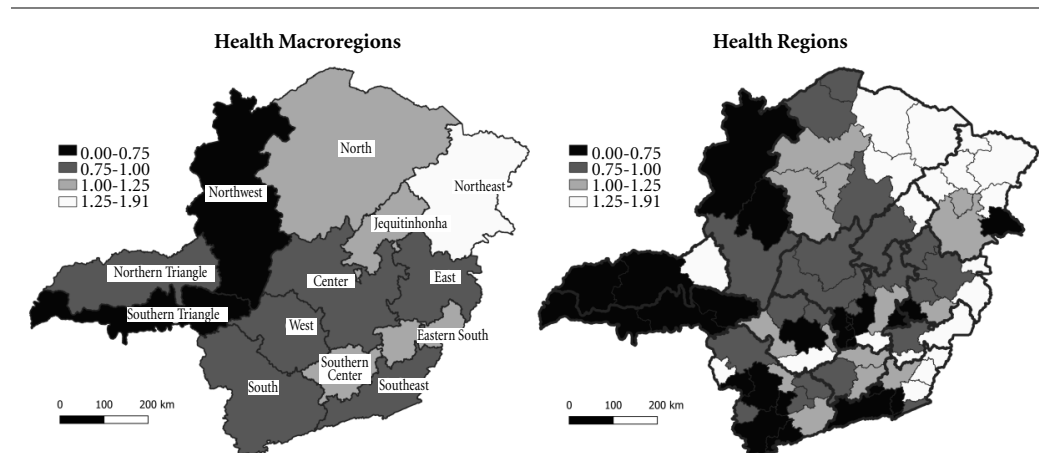 Health Macroregions
0.00-0.75
0.75-1.00
1.00-1.25
1.25-1.91
North
Northwest
Northeast
Jequitinhonha
Northern Triangle
Center
East
Southern Triangle
West
Eastern South
Southern
Center
South
Southeast
0 100 200 km
Health Regions
0.00-0.75
0.75-1.00
1.00-1.25
1.25-1.91
0 100 200 km